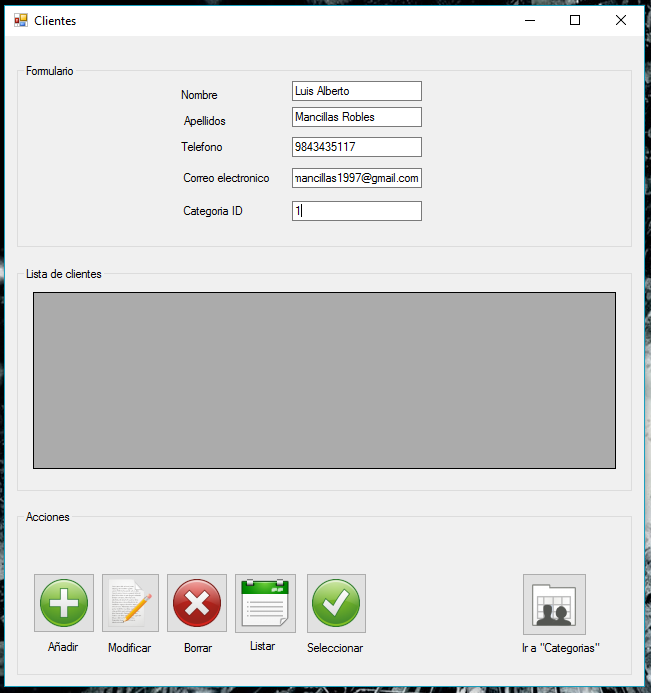 Clientes
Formulario
Nombre Luis Alberto
Apellidos Mancillas Robles
Telefono 9843435117
Correo electronico mancillas1997@gmail.com
Categoria ID 1
Lista de clientes
Acciones
Añadir Modificar Borrar Listar Seleccionar Ir a "Categorias"